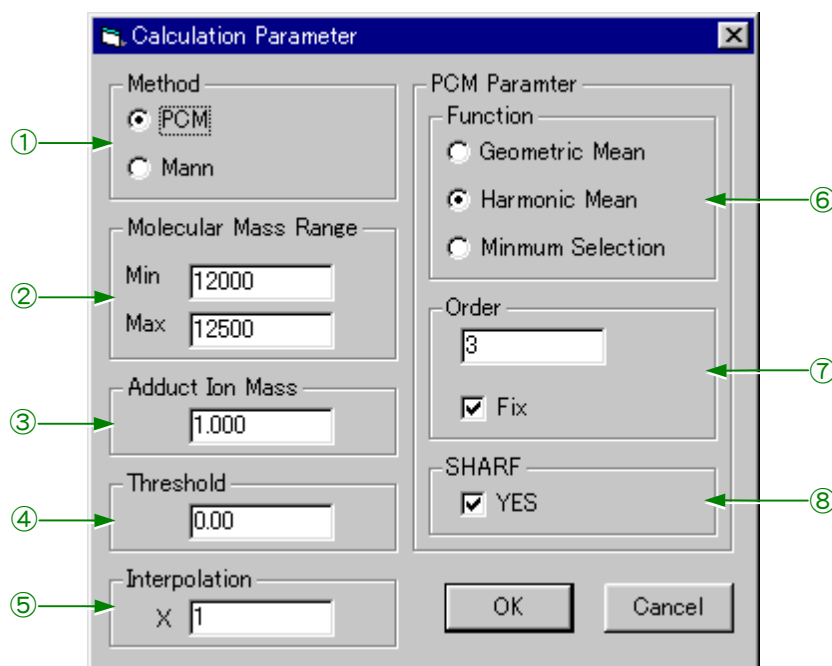 Calculation Parameter
Method
① PCM
Mann
Molecular Mass Range
② Min 12000
Max 12500
Adduct Ion Mass
③ 1.000
Threshold
④ 0.00
Interpolation
⑤ X 1
PCM Paramter
Function
Geometric Mean
Harmonic Mean ⑥
Minmum Selection
Order
3
⑦
Fix
SHARF
YES ⑧
OK Cancel